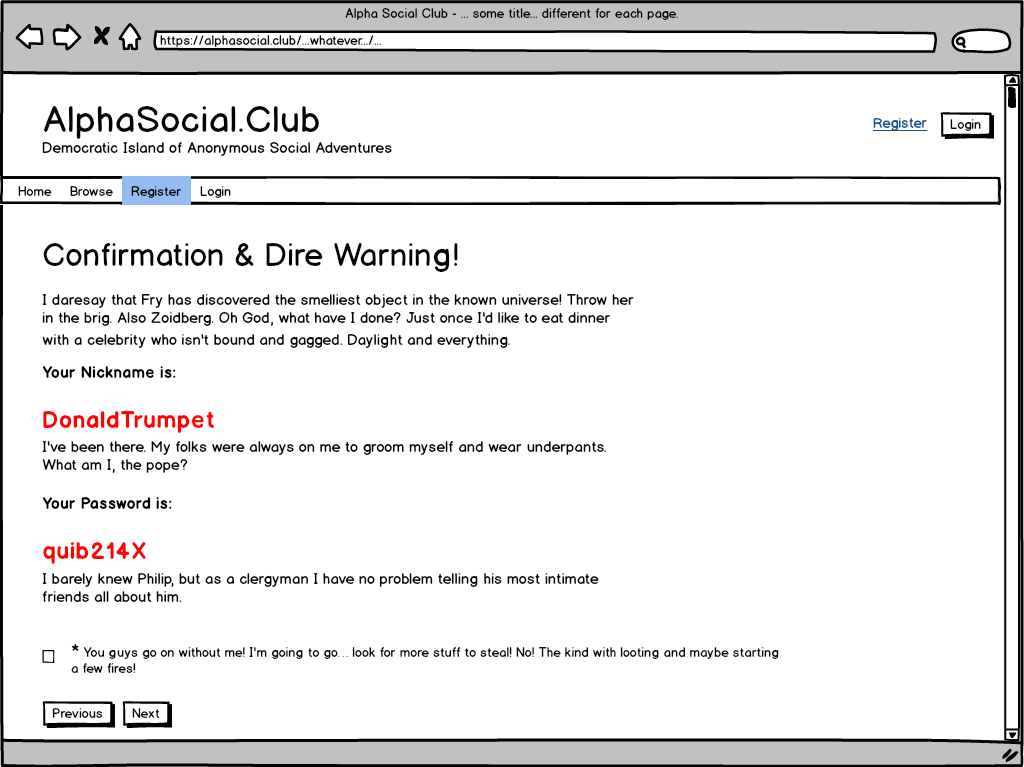 Alpha Social Club - ... some title... different for each page.
https://alphasocial.club/...whatever.../...
AlphaSocial.Club
Democratic Island of Anonymous Social Adventures
Register
Login
Home Browse Register Login
Confirmation & Dire Warning!
I daresay that Fry has discovered the smelliest object in the known universe! Throw her
in the brig. Also Zoidberg. Oh God, what have I done? Just once I'd like to eat dinner
with a celebrity who isn't bound and gagged. Daylight and everything.
Your Nickname is:
DonaldTrumpet
I've been there. My folks were always on me to groom myself and wear underpants.
What am I, the pope?
Your Password is:
quib214X
I barely knew Philip, but as a clergyman I have no problem telling his most intimate
friends all about him.
* You guys go on without me! I'm going to go... look for more stuff to steal! No! The kind with looting and maybe starting
a few fires!
Previous Next